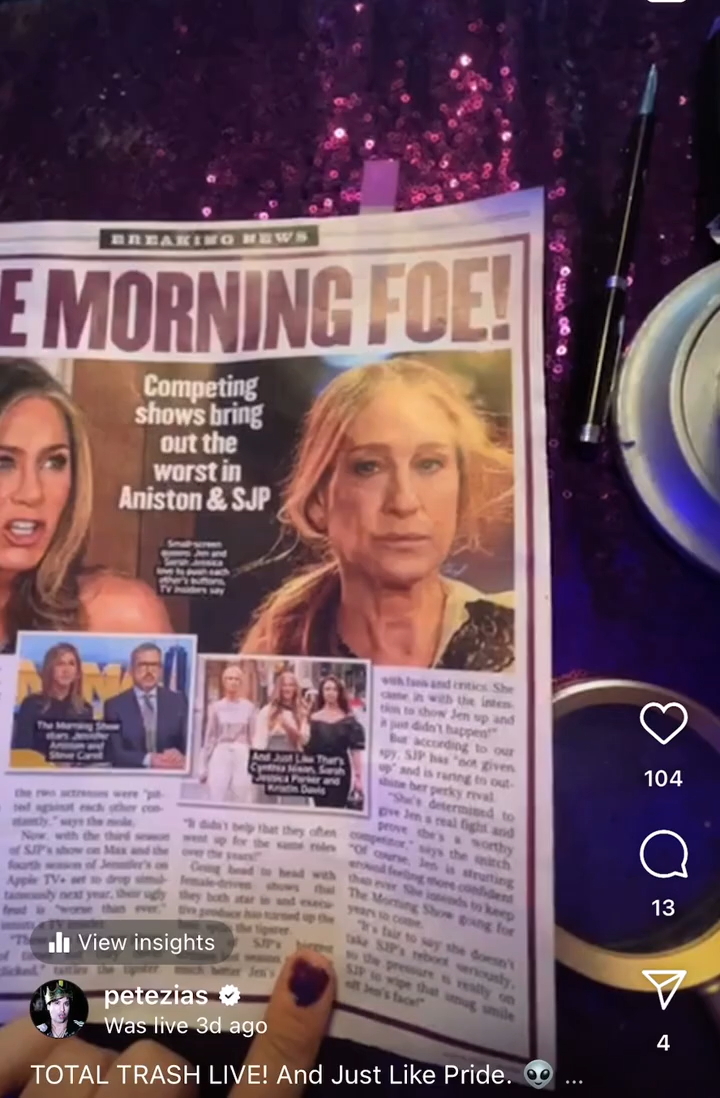 BREAKING NEWS
E MORNING FOE!
Competing
shows bring
out the
worst in
Aniston & SJP
Small-screen
queens Jen and
Sarah Jessica
love to push each
other's buttons,
TV insiders say
The Morning Show
stars Jennifer
Aniston and
Steve Carell
And Just Like That's
Cynthia Nixon, Sarah
Jessica Parker and
Kristin Davis
the two actresses were "pit-
ted against each other con-
stantly," says the mole.
Now, with the third season
of SJP's show on Max and the
fourth season of Jennifer's on
Apple TV+ set to drop simul-
taneously next year, their ugly
feud is "worse than ever,"
"It didn't help that they often
went up for the same roles
over the years!"
Going head to head with
female-driven shows that
they both star in and execu-
tive produce has turned up the
the tipster.
SJP's biggest
much better Jen's
with fans and critics. She
came in with the inten-
tion to show Jen up and
it just didn't happen!"
But according to our
spy, SJP has "not given
up" and is raring to out-
shine her perky rival.
"She's determined to
give Jen a real fight and
prove she's a worthy
competitor," says the snitch.
"Of course, Jen is strutting
around feeling more confident
than ever. She intends to keep
The Morning Show going for
years to come.
"It's fair to say she doesn't
take SJP's reboot seriously,
so the pressure is really on
SJP to wipe that smug smile
off Jen's face!"
104
13
4
View insights
petezias
Was live 3d ago
TOTAL TRASH LIVE! And Just Like Pride. 👽 ...